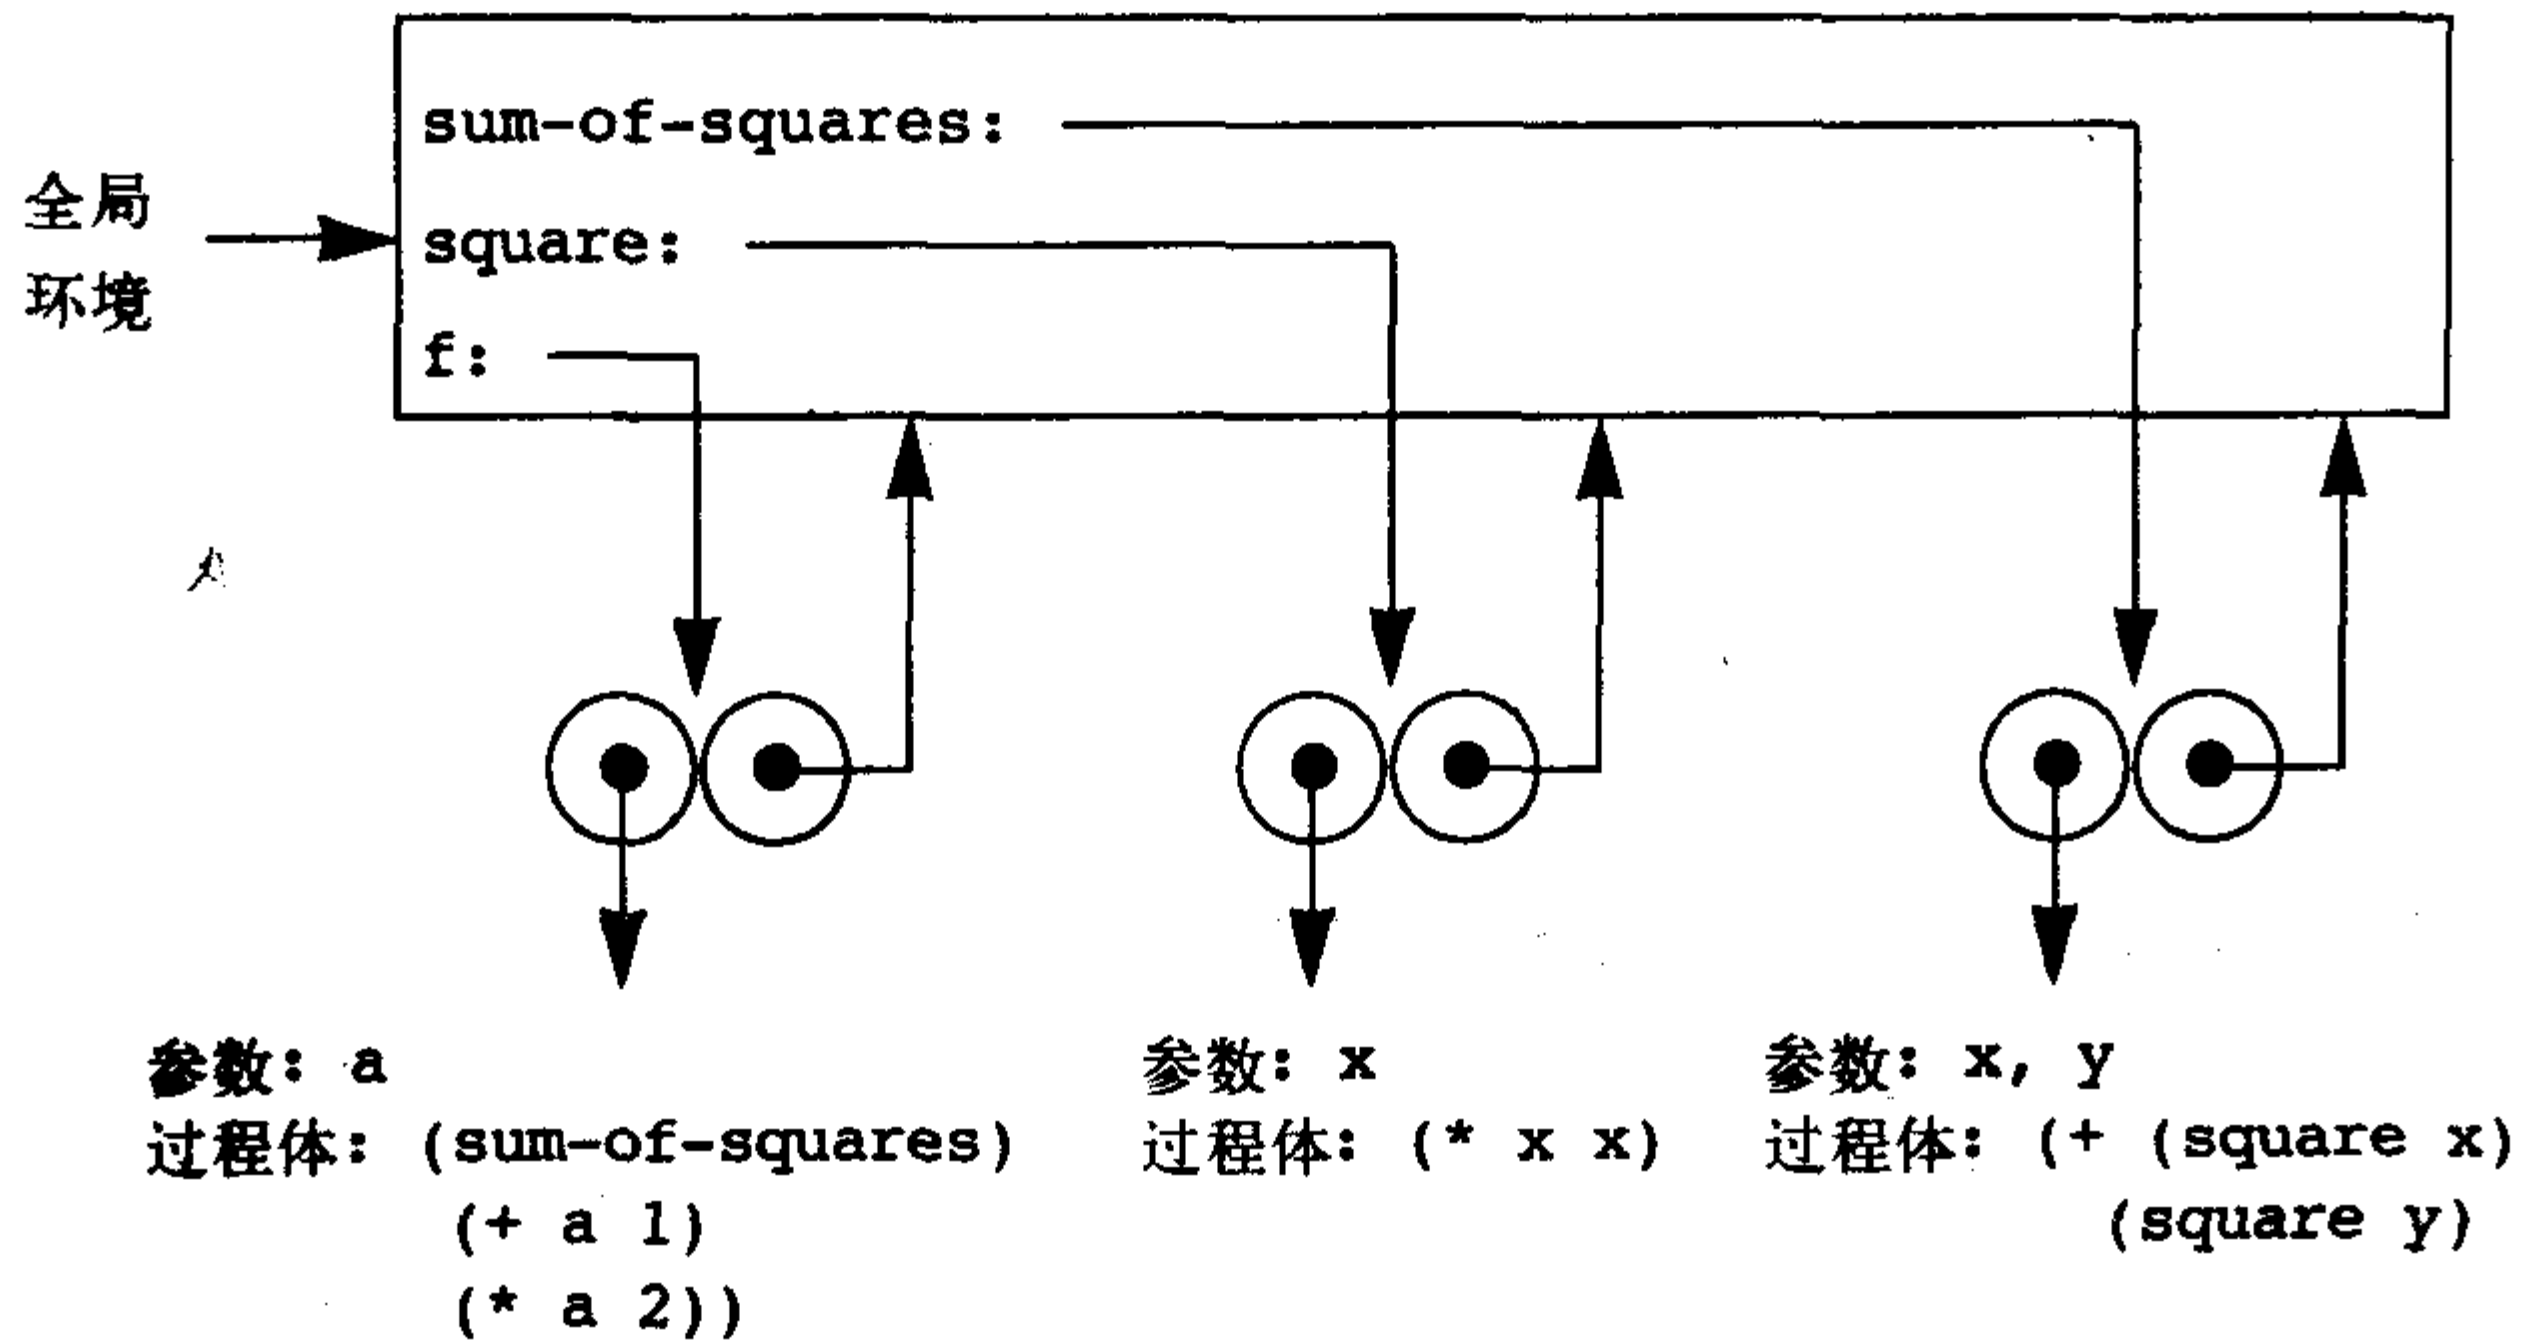 sum-of-squares:
全局
环境
square:
f:
参数: a
过程体: (sum-of-squares)
(+ a 1)
(* a 2))
参数: x
过程体: (* x x)
参数: x, y
过程体: (+ (square x)
(square y)